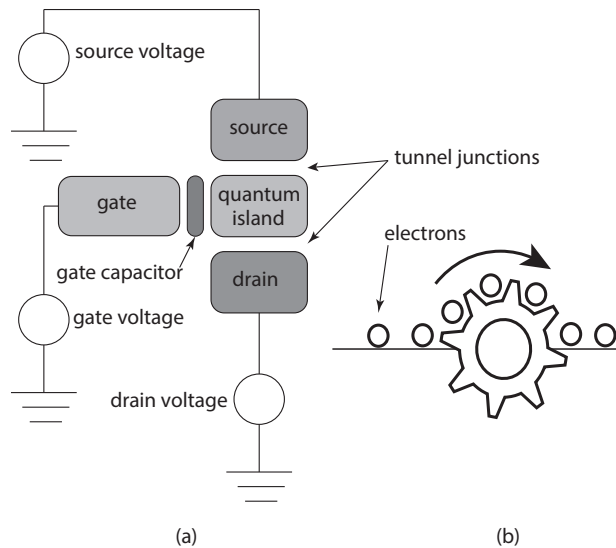 source voltage
source
tunnel junctions
gate
quantum
island
electrons
gate capacitor
drain
gate voltage
drain voltage
(a)
(b)